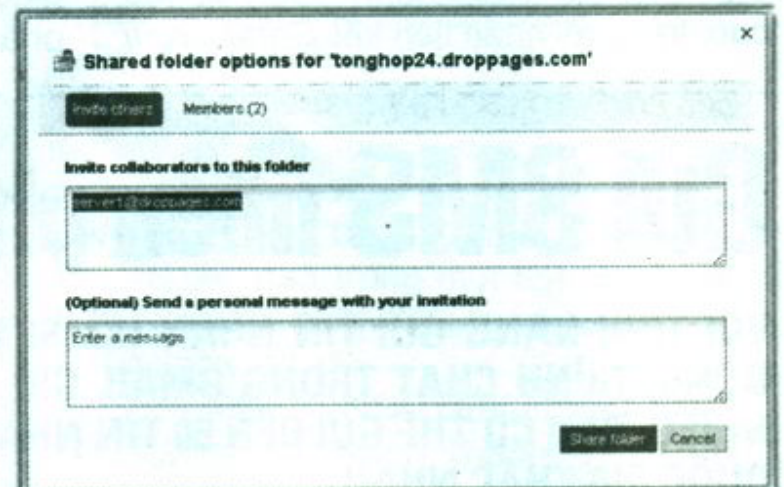 ×
Shared folder options for 'tonghop24.droppages.com'
Invite others Members (2)
Invite collaborators to this folder
server1@droppages.com
(Optional) Send a personal message with your invitation
Enter a message
Share folder Cancel